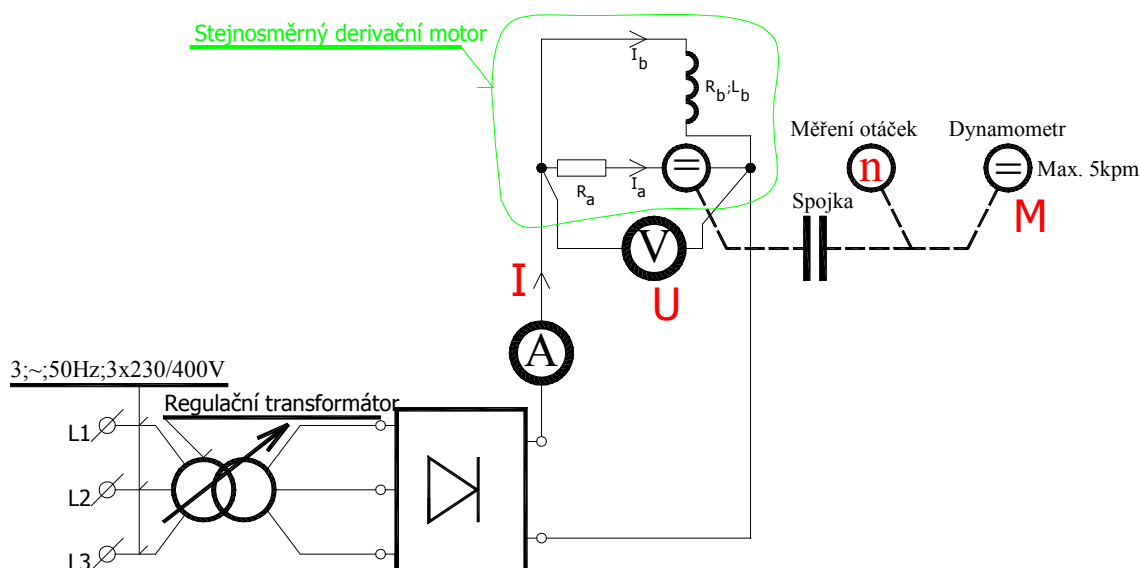 Stejnosměrný derivační motor
I_b
R_b;L_b
Měření otáček
Dynamometr
n
Max. 5kpm
R_a
I_a
Spojka
M
V
I
U
A
3;~;50Hz;3x230/400V
Regulační transformátor
L1
L2
L3